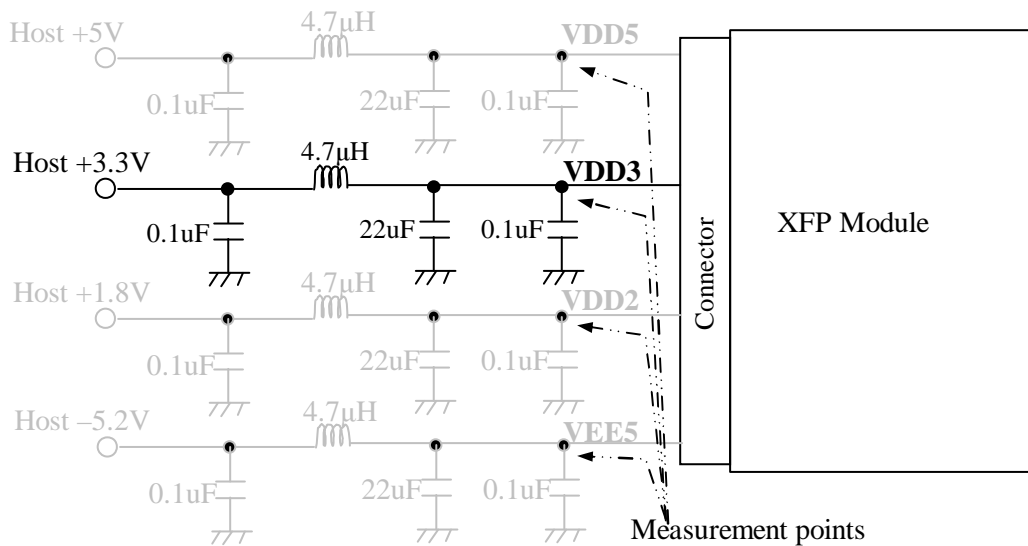 Host +5V
4.7μH
VDD5
0.1uF
22uF
0.1uF
Host +3.3V
4.7μH
VDD3
0.1uF
22uF
0.1uF
Host +1.8V
4.7μH
VDD2
0.1uF
22uF
0.1uF
Host −5.2V
4.7μH
VEE5
0.1uF
22uF
0.1uF
Connector
XFP Module
Measurement points